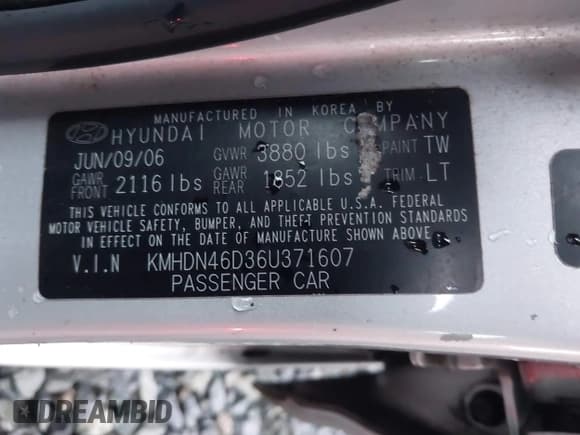 MANUFACTURED IN KOREA BY
HYUNDAI MOTOR COMPANY
JUN/09/06 GVWR 3880 lbs PAINT TW
GAWR FRONT 2116 lbs GAWR REAR 1852 lbs TRIM LT
THIS VEHICLE CONFORMS TO ALL APPLICABLE U.S.A. FEDERAL
MOTOR VEHICLE SAFETY, BUMPER, AND THEFT PREVENTION STANDARDS
IN EFFECT ON THE DATE OF MANUFACTURE SHOWN ABOVE
V.I.N KMHDN46D36U371607
PASSENGER CAR
DREAMBID